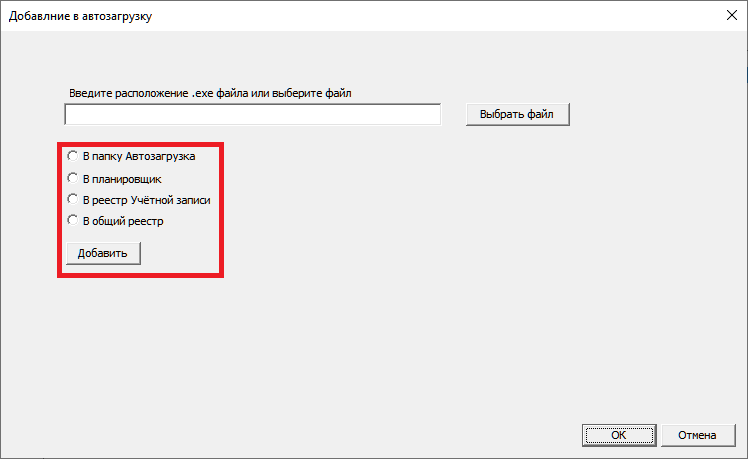 Добавлние в автозагрузку
Введите расположение .exe файла или выберите файл
Выбрать файл
В папку Автозагрузка
В планировщик
В реестр Учётной записи
В общий реестр
Добавить
OK
Отмена